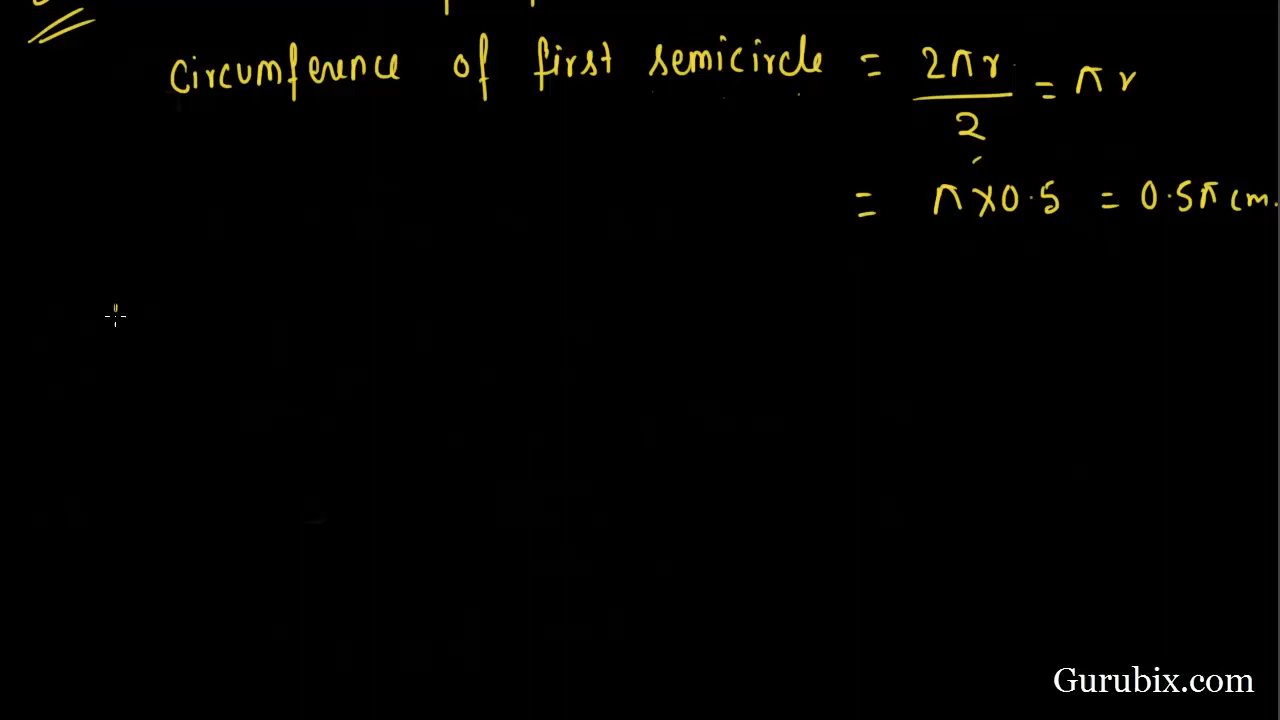 circumference of first semicircle = 2πr/2 = πr
= π×0.5 = 0.5π cm.
Gurubix.com